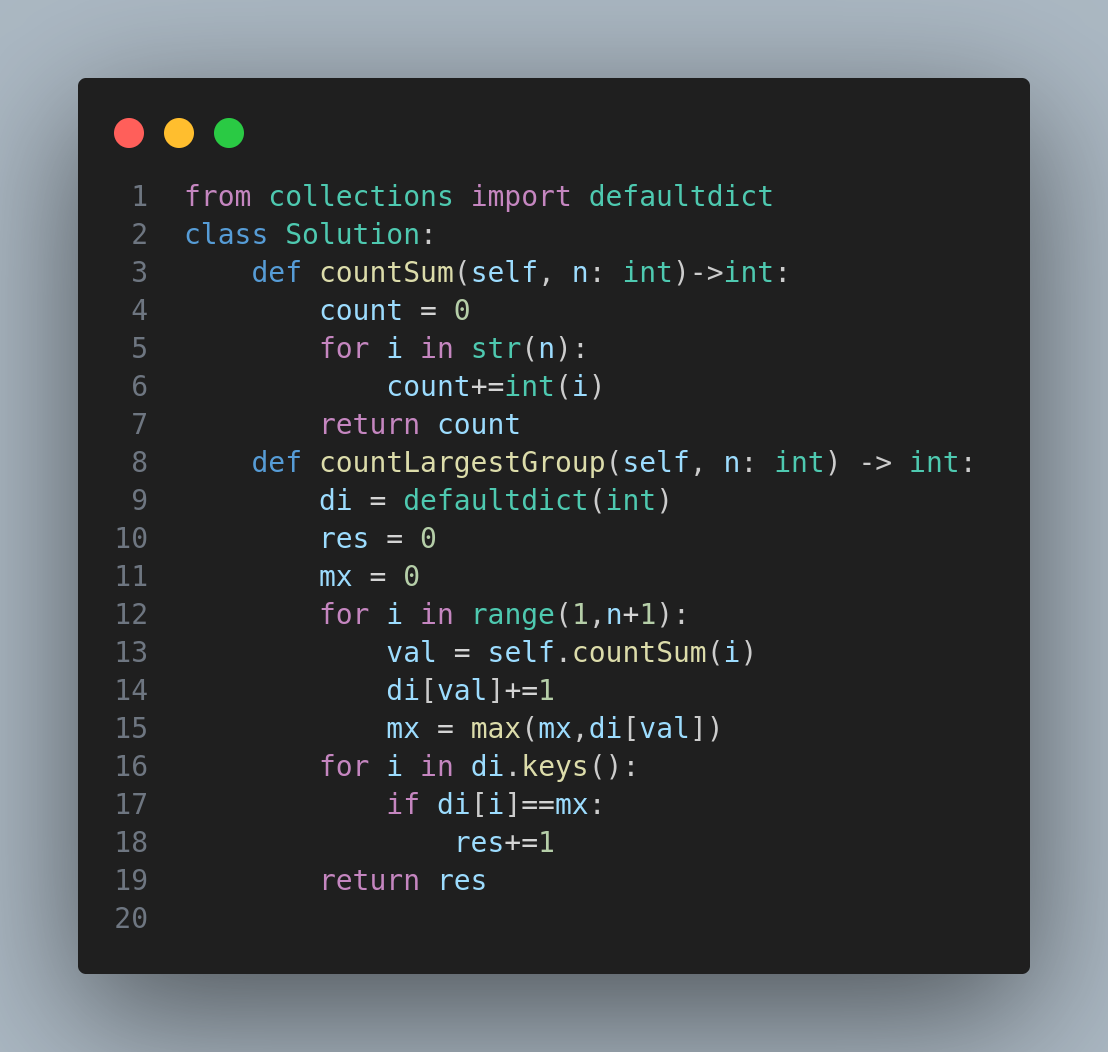 1 from collections import defaultdict
2 class Solution:
3     def countSum(self, n: int)->int:
4         count = 0
5         for i in str(n):
6             count+=int(i)
7         return count
8     def countLargestGroup(self, n: int) -> int:
9         di = defaultdict(int)
10         res = 0
11         mx = 0
12         for i in range(1,n+1):
13             val = self.countSum(i)
14             di[val]+=1
15             mx = max(mx,di[val])
16         for i in di.keys():
17             if di[i]==mx:
18                 res+=1
19         return res
20